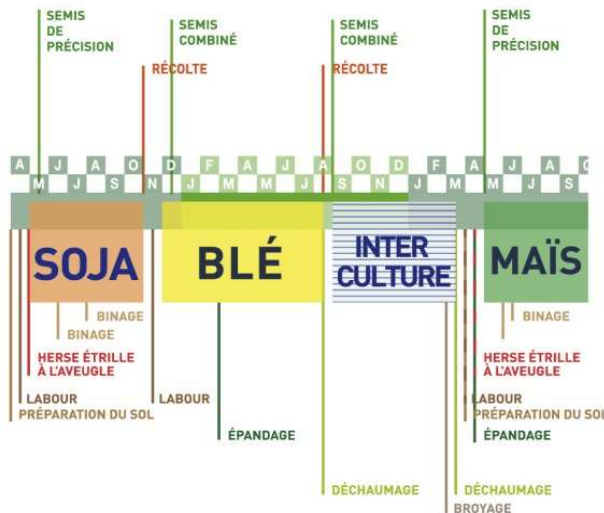 SEMIS
DE
PRÉCISION
SEMIS
COMBINÉ
SEMIS
COMBINÉ
SEMIS
DE
PRÉCISION
RÉCOLTE
RÉCOLTE
A J A O D F A J A O D F A J A O
M J S N J M M J S N J M M J S
SOJA
BLÉ
INTER
CULTURE
MAÏS
BINAGE
BINAGE
BINAGE
HERSE ÉTRILLE
À L'AVEUGLE
HERSE ÉTRILLE
À L'AVEUGLE
LABOUR
LABOUR
LABOUR
PRÉPARATION DU SOL
PRÉPARATION DU SOL
ÉPANDAGE
ÉPANDAGE
DÉCHAUMAGE
DÉCHAUMAGE
BROYAGE